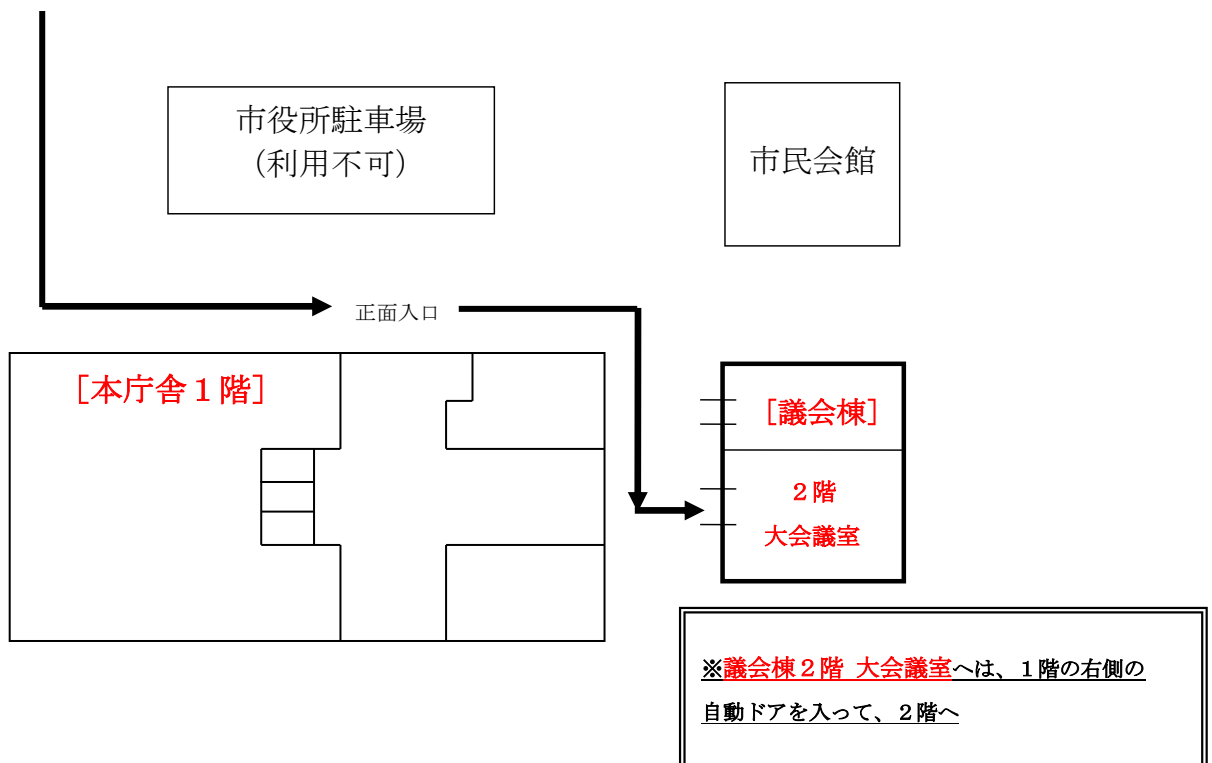 市役所駐車場
(利用不可)
市民会館
正面入口
［本庁舎１階］
［議会棟］
２階
大会議室
※議会棟２階 大会議室へは、１階の右側の
自動ドアを入って、２階へ